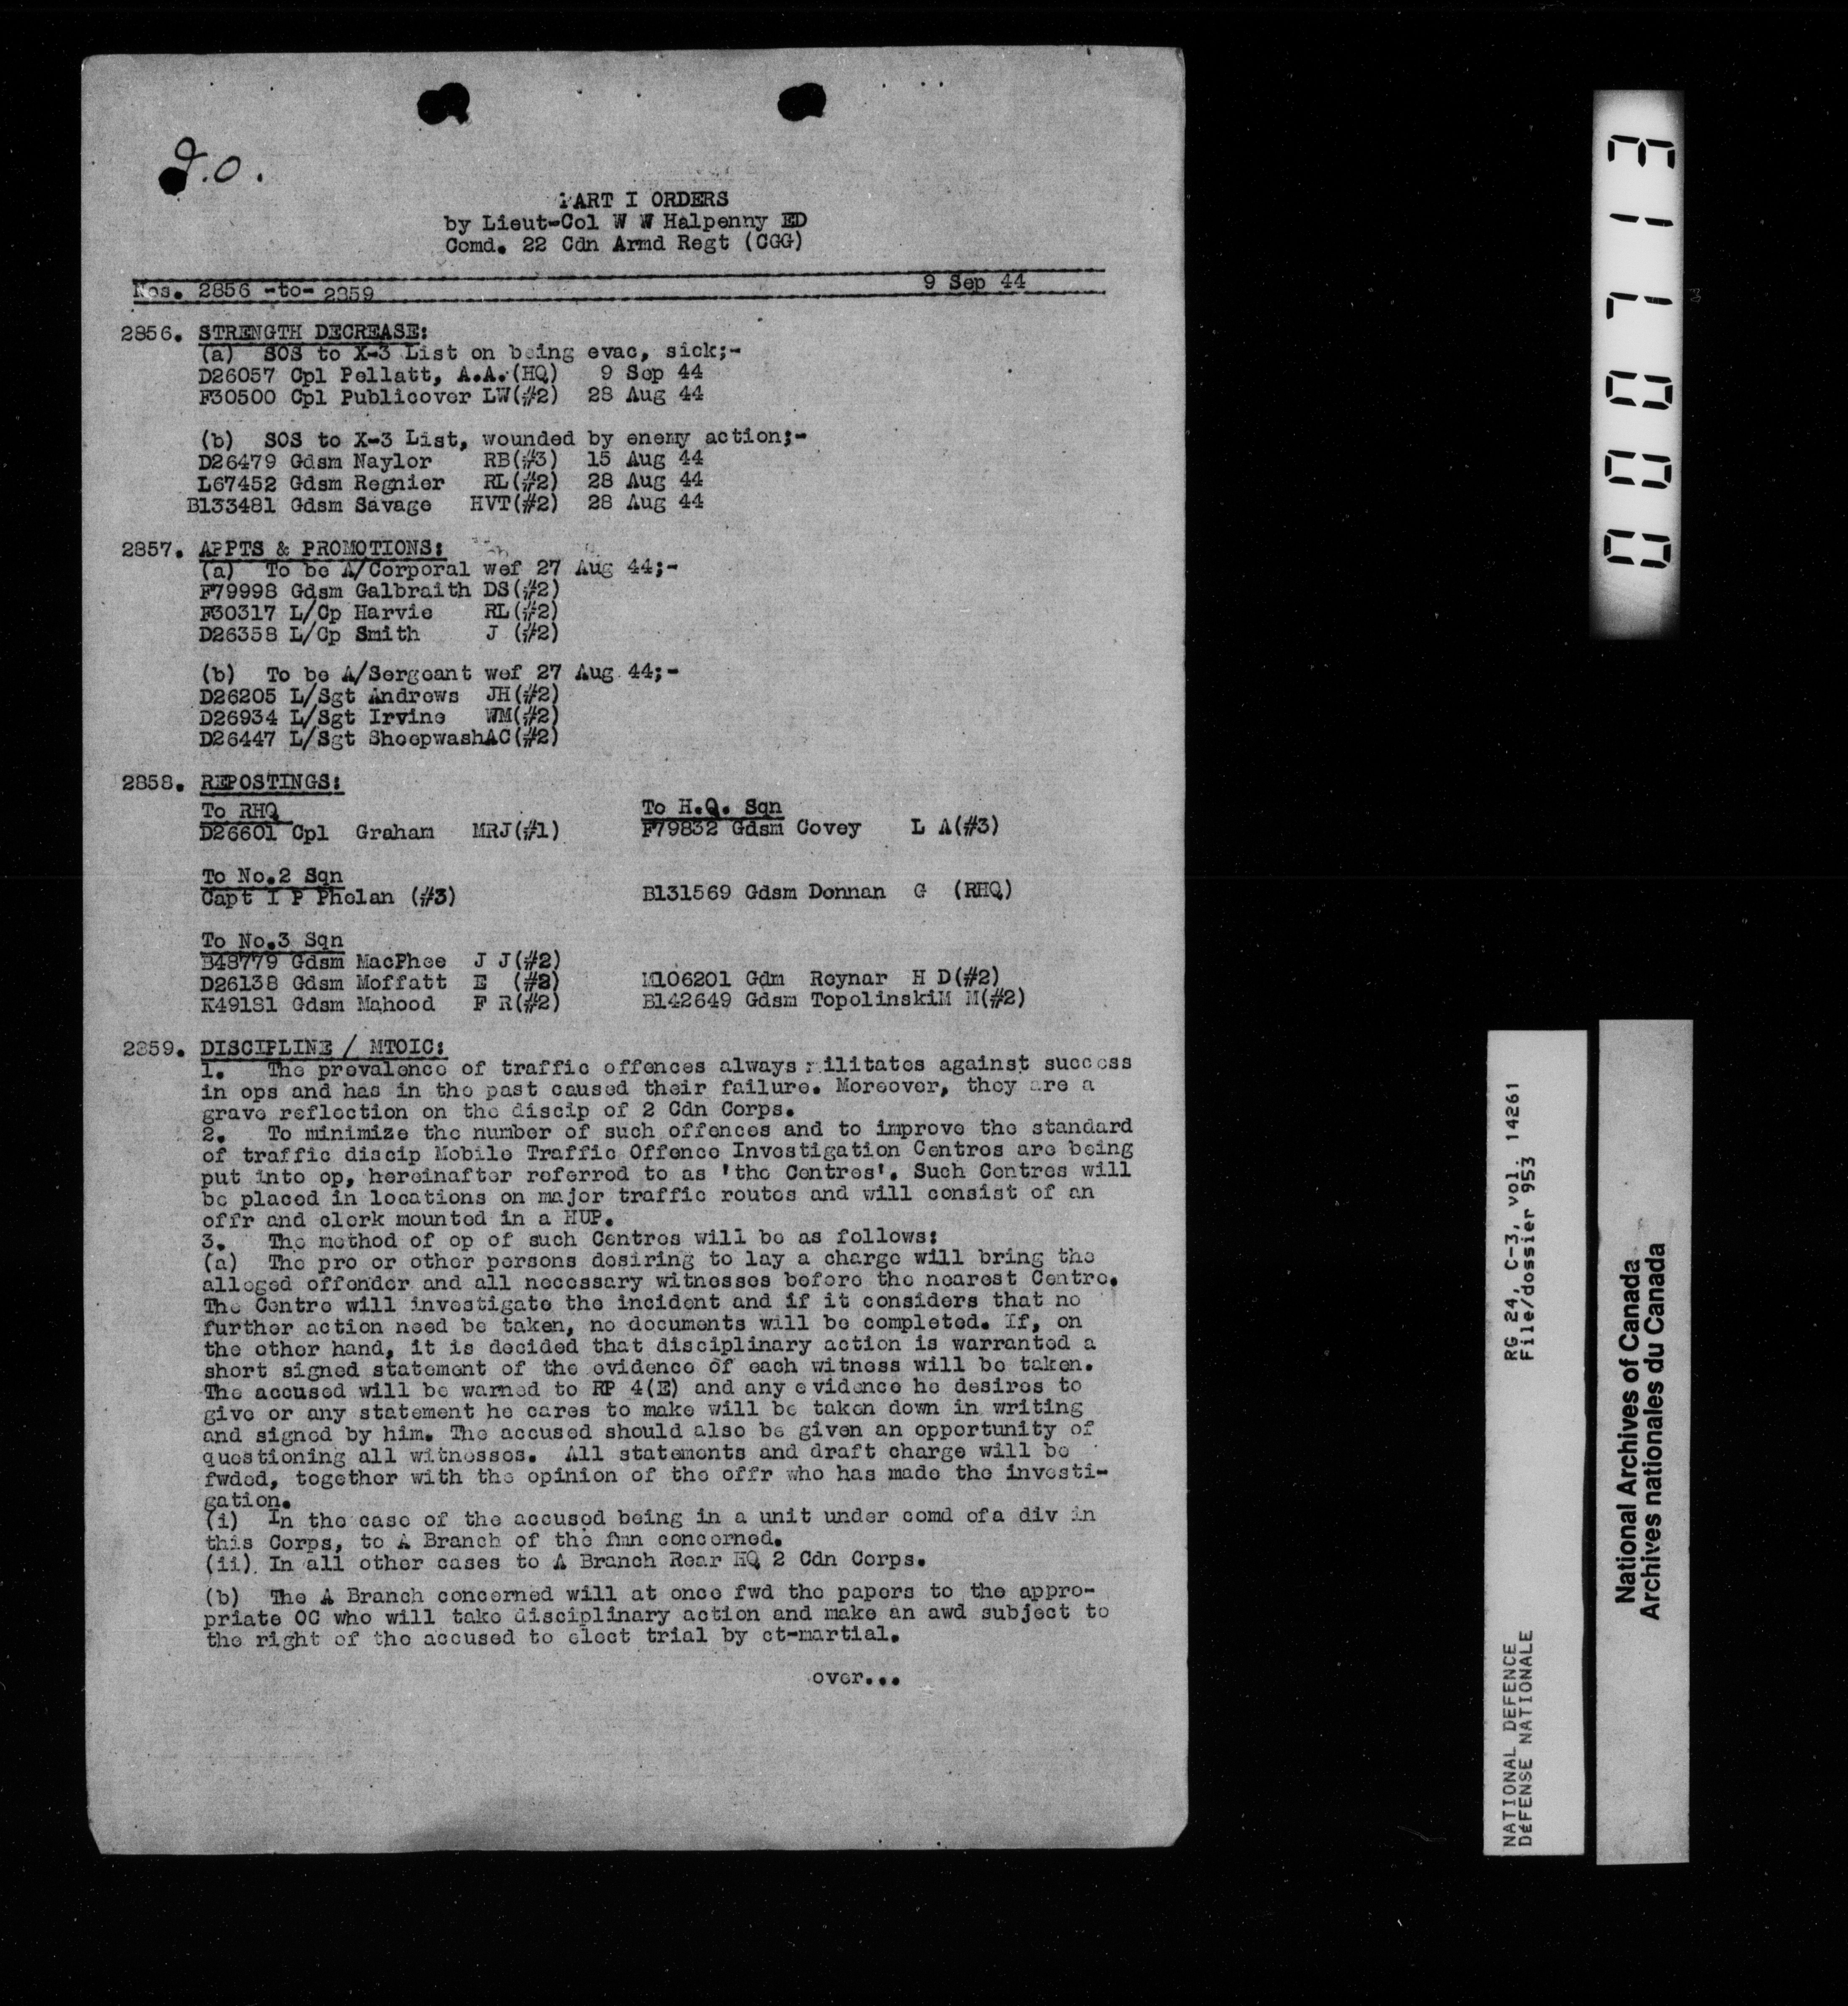 I.O.
PART I ORDERS
by Lieut-Col W W Halpenny ED
Comd. 22 Cdn Armd Regt (CGG)
Nos. 2856 -to- 2859 9 Sep 44
2856. STRENGTH DECREASE:
(a) SOS to X-3 List on being evac, sick;-
D26057 Cpl Pellatt, A.A.(HQ) 9 Sep 44
F30500 Cpl Publicover LW(#2) 28 Aug 44
(b) SOS to X-3 List, wounded by enemy action;-
D26479 Gdsm Naylor RB(#3) 15 Aug 44
L67452 Gdsm Regnier RL(#2) 28 Aug 44
B133481 Gdsm Savage HVT(#2) 28 Aug 44
2857. APPTS & PROMOTIONS:
(a) To be A/Corporal wef 27 Aug 44;-
F79998 Gdsm Galbraith DS(#2)
F30317 L/Cp Harvie RL(#2)
D26358 L/Cp Smith J (#2)
(b) To be A/Sergeant wef 27 Aug 44;-
D26205 L/Sgt Andrews JH(#2)
D26934 L/Sgt Irvine WM(#2)
D26447 L/Sgt SheepwashAC(#2)
2858. REPOSTINGS:
To RHQ To H.Q. Sqn
D26601 Cpl Graham MRJ(#1) F79832 Gdsm Covey L A(#3)
To No.2 Sqn
Capt I P Phelan (#3) B131569 Gdsm Donnan G (RHQ)
To No.3 Sqn
B48779 Gdsm MacPhee J J(#2)
D26138 Gdsm Moffatt E (#2) M106201 Gdm Reynar H D(#2)
K49181 Gdsm Mahood F R(#2) B142649 Gdsm TopolinskiM M(#2)
2859. DISCIPLINE / MTOIC:
1. The prevalence of traffic offences always militates against success
in ops and has in the past caused their failure. Moreover, they are a
grave reflection on the discip of 2 Cdn Corps.
2. To minimize the number of such offences and to improve the standard
of traffic discip Mobile Traffic Offence Investigation Centres are being
put into op, hereinafter referred to as 'the Centres'. Such Centres will
be placed in locations on major traffic routes and will consist of an
offr and clerk mounted in a HUP.
3. The method of op of such Centres will be as follows:
(a) The pro or other persons desiring to lay a charge will bring the
alleged offender and all necessary witnesses before the nearest Centre.
The Centre will investigate the incident and if it considers that no
further action need be taken, no documents will be completed. If, on
the other hand, it is decided that disciplinary action is warranted a
short signed statement of the evidence of each witness will be taken.
The accused will be warned to RP 4(E) and any evidence he desires to
give or any statement he cares to make will be taken down in writing
and signed by him. The accused should also be given an opportunity of
questioning all witnesses. All statements and draft charge will be
fwded, together with the opinion of the offr who has made the investi-
gation.
(i) In the case of the accused being in a unit under comd ofa div in
this Corps, to A Branch of the fmn concerned.
(ii) In all other cases to A Branch Rear HQ 2 Cdn Corps.
(b) The A Branch concerned will at once fwd the papers to the appro-
priate OC who will take disciplinary action and make an awd subject to
the right of the accused to elect trial by ct-martial.
over...
000713
NATIONAL DEFENCE RG 24, C-3, vol. 14261
DÉFENSE NATIONALE File/dossier 953
National Archives of Canada
Archives nationales du Canada